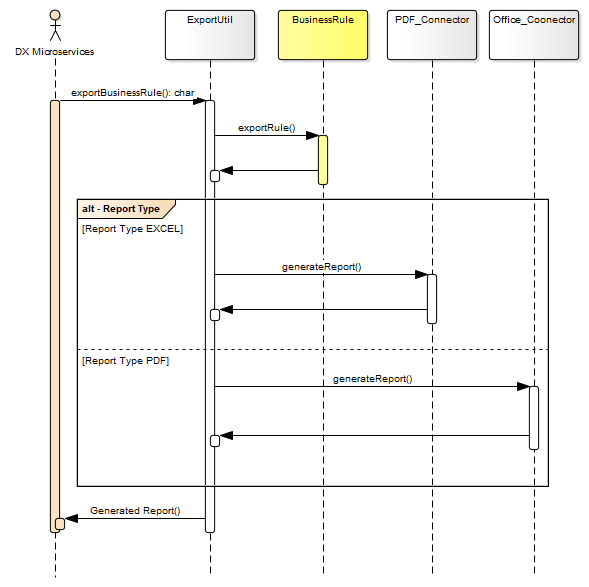 ExportUtil
BusinessRule
PDF_Connector
Office_Coonector
DX Microservices
exportBusinessRule(): char
exportRule()
alt - Report Type
[Report Type EXCEL]
generateReport()
[Report Type PDF]
generateReport()
Generated Report()